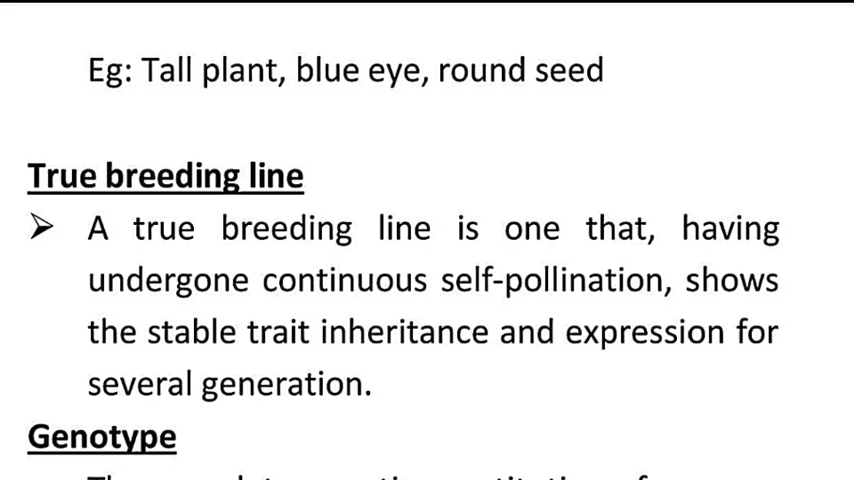 Eg: Tall plant, blue eye, round seed
True breeding line
➢ A true breeding line is one that, having
undergone continuous self-pollination, shows
the stable trait inheritance and expression for
several generation.
Genotype